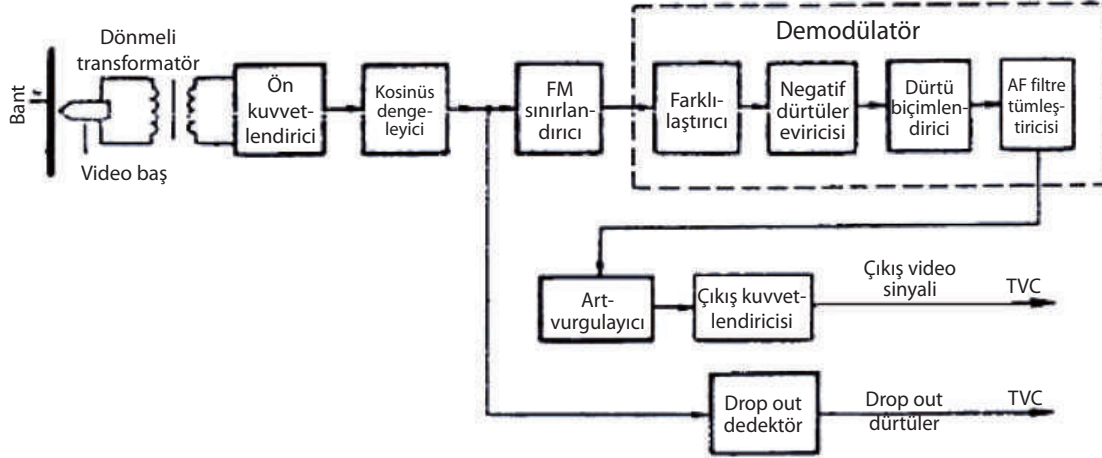 Demodülatör
Dönmeli
transformatör
Bant
Video baş
Ön
kuvvet-
lendirici
Kosinüs
denge-
leyici
FM
sınırlan-
dırıcı
Farklı-
laştırıcı
Negatif
dürtüler
eviricisi
Dürtü
biçimlen-
dirici
AF filtre
tümleş-
tiricisi
Art-
vurgulayıcı
Çıkış kuvvet-
lendiricisi
Çıkış video
sinyali
TVC
Drop out
dedektör
Drop out
dürtüler
TVC